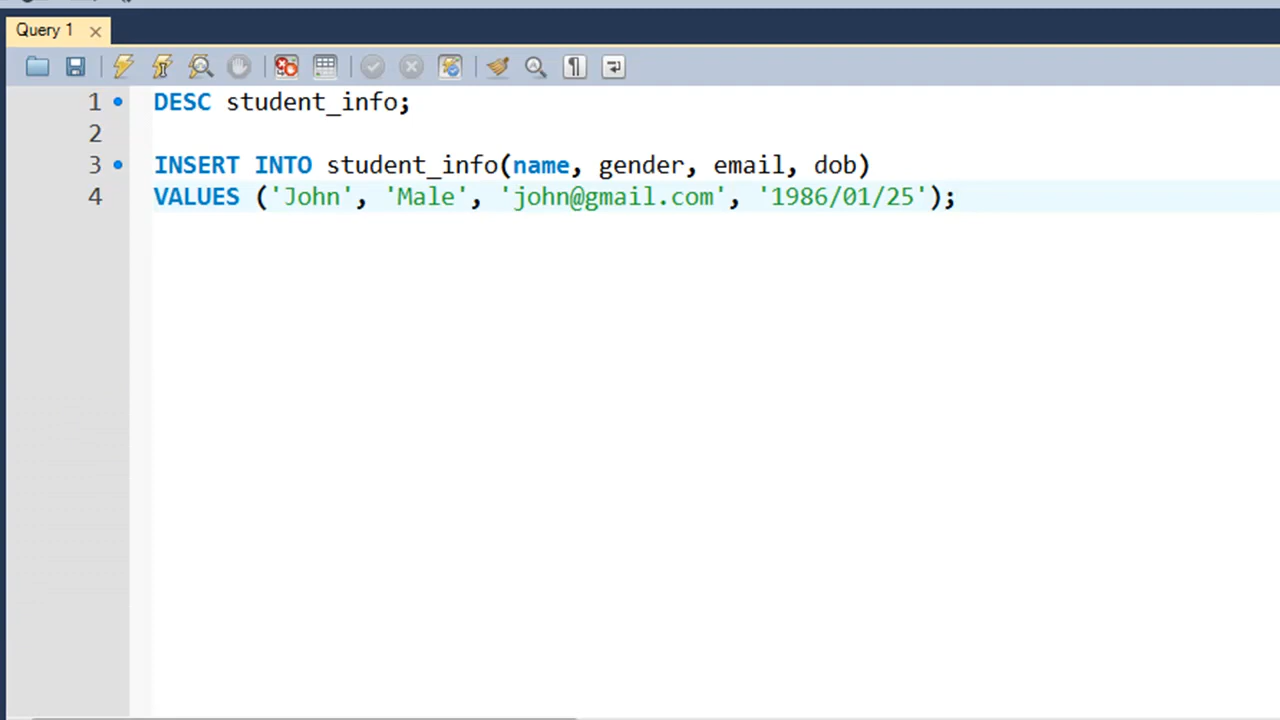 Query 1
1 DESC student_info;
2
3 INSERT INTO student_info(name, gender, email, dob)
4 VALUES ('John', 'Male', 'john@gmail.com', '1986/01/25');